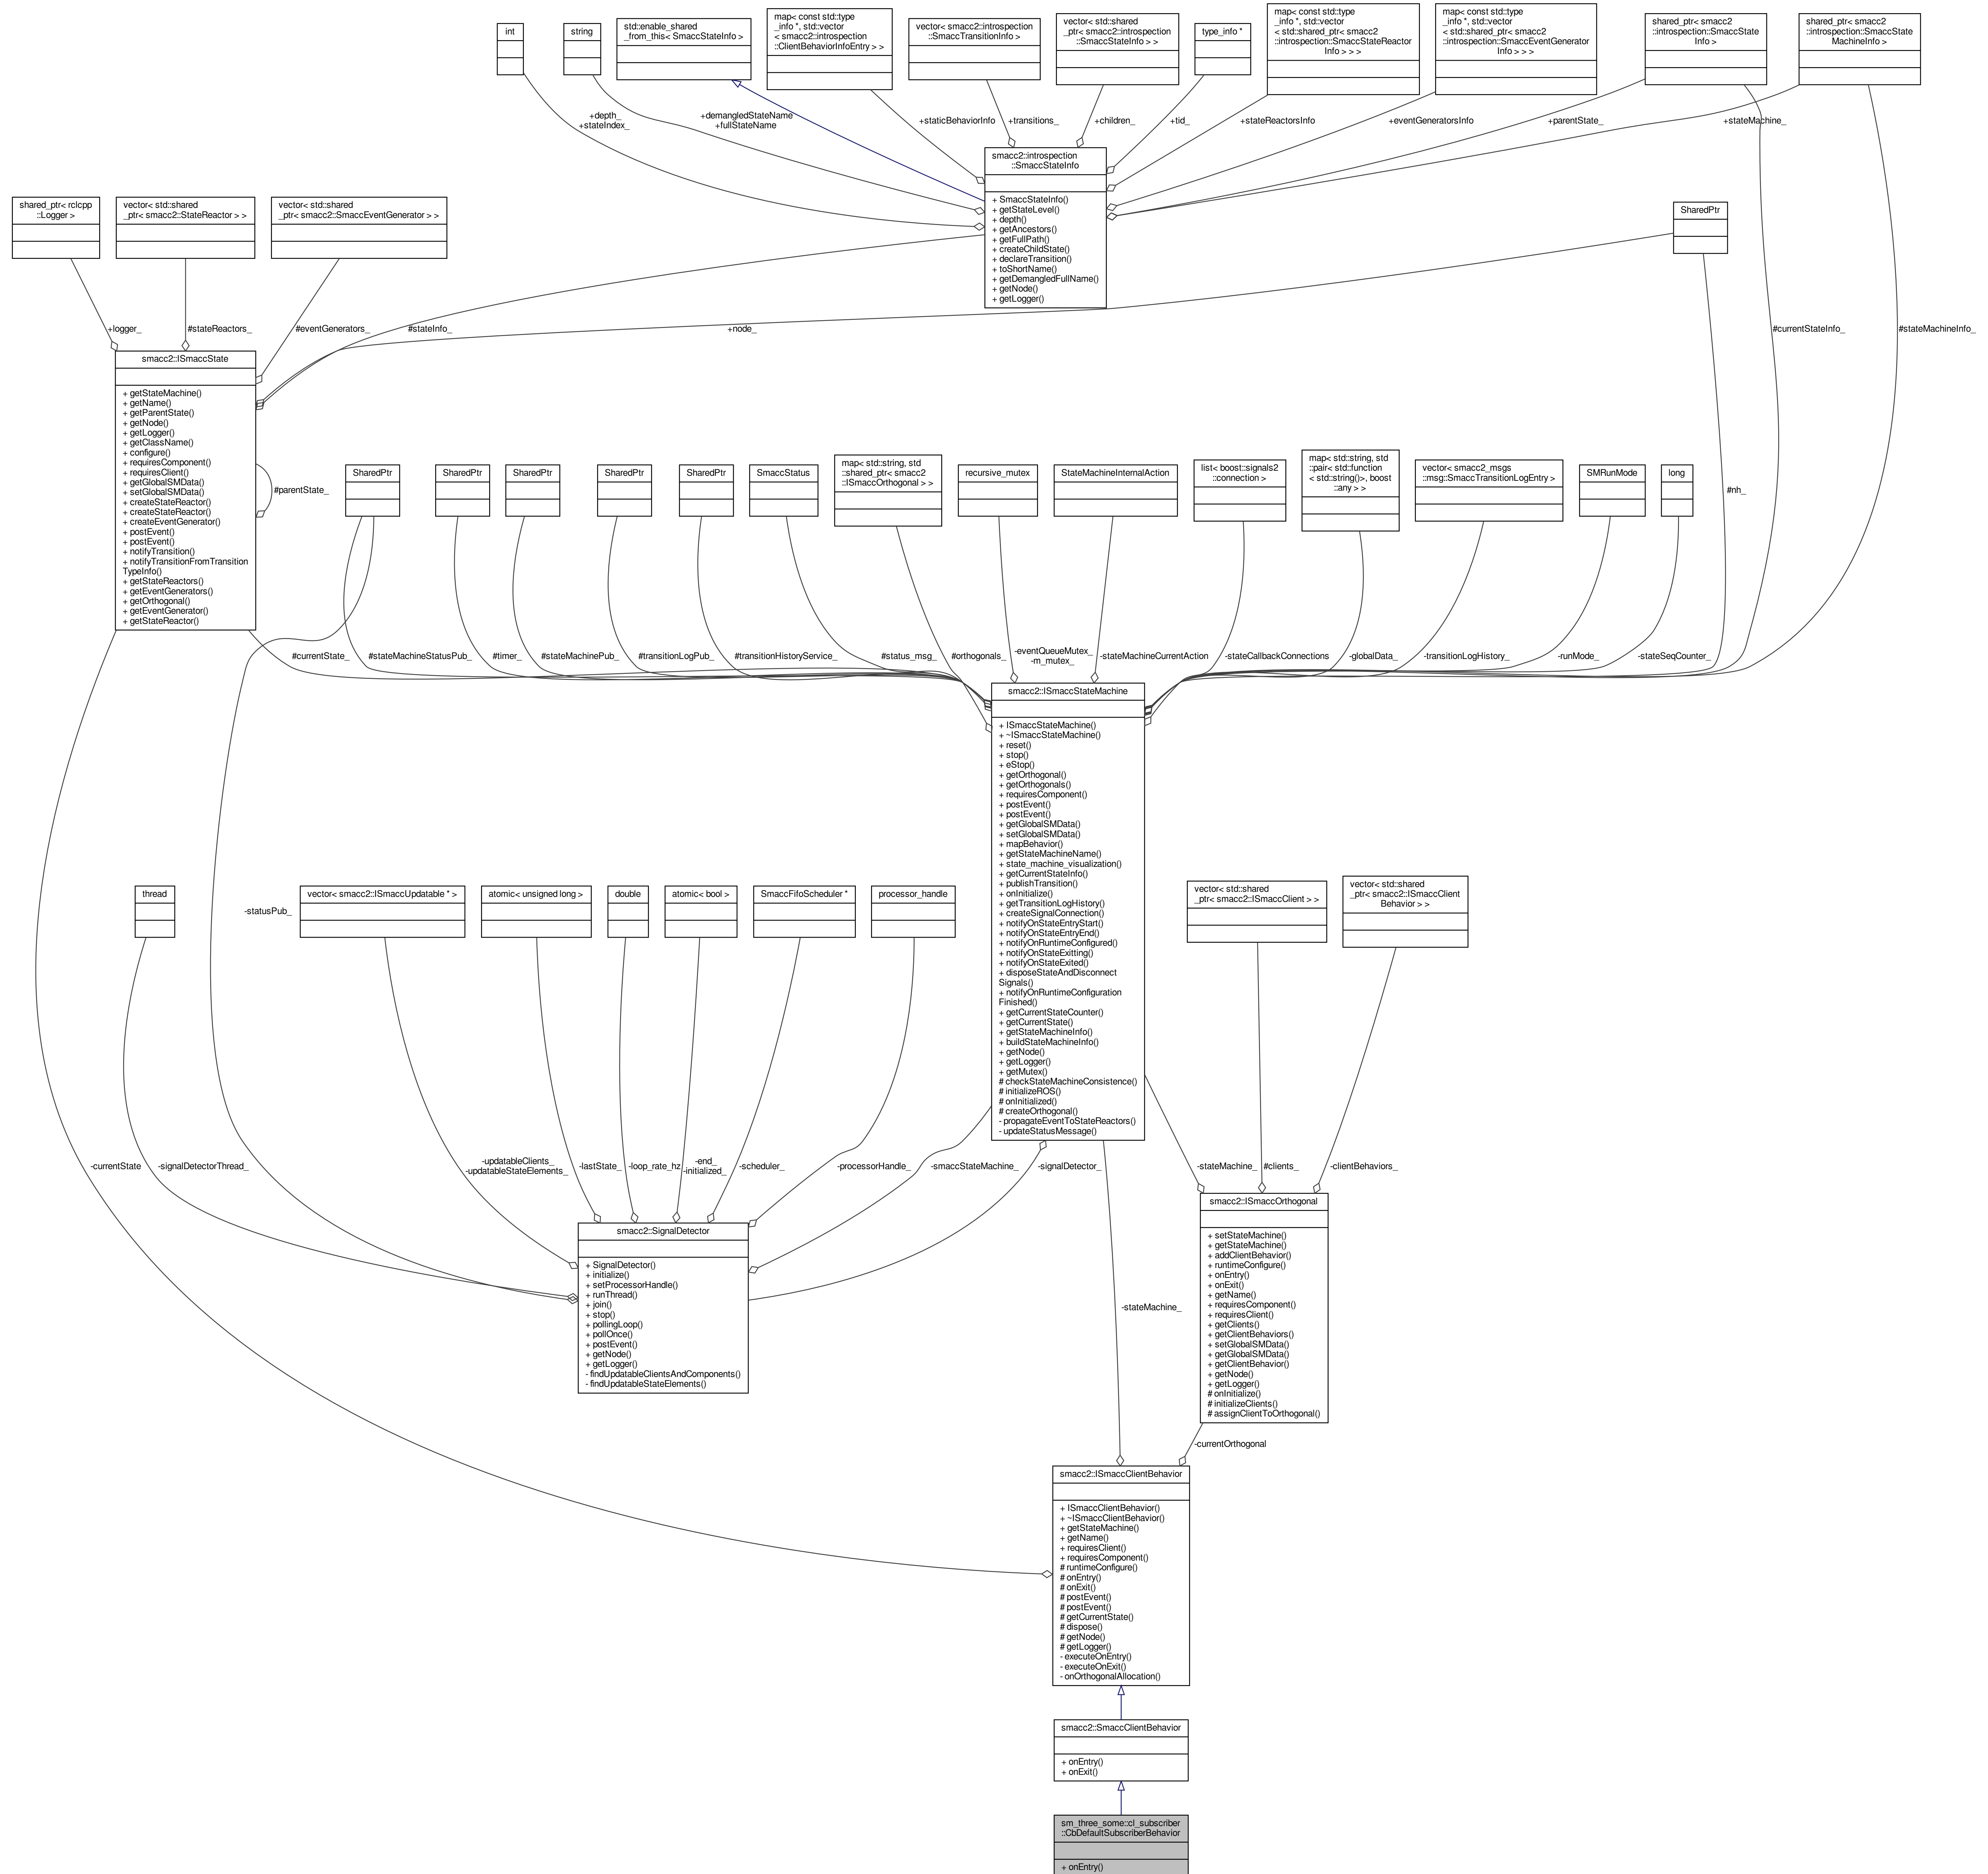 int
string
std::enable_shared
_from_this< SmaccStateInfo >
map< const std::type
_info *, std::vector
< smacc2::introspection
::ClientBehaviorInfoEntry > >
vector< smacc2::introspection
::SmaccTransitionInfo >
vector< std::shared
_ptr< smacc2::introspection
::SmaccStateInfo > >
type_info *
map< const std::type
_info *, std::vector
< std::shared_ptr< smacc2
::introspection::SmaccStateReactor
Info > > >
map< const std::type
_info *, std::vector
< std::shared_ptr< smacc2
::introspection::SmaccEventGenerator
Info > > >
shared_ptr< smacc2
::introspection::SmaccState
Info >
shared_ptr< smacc2
::introspection::SmaccState
MachineInfo >
+depth_
+stateIndex_
+demangledStateName
+fullStateName
+staticBehaviorInfo
+transitions_
+children_
+tid_
+stateReactorsInfo
+eventGeneratorsInfo
+parentState_
+stateMachine_
smacc2::introspection
::SmaccStateInfo
+ SmaccStateInfo()
+ getStateLevel()
+ depth()
+ getAncestors()
+ getFullPath()
+ createChildState()
+ declareTransition()
+ toShortName()
+ getDemangledFullName()
+ getNode()
+ getLogger()
shared_ptr< rclcpp
::Logger >
vector< std::shared
_ptr< smacc2::StateReactor > >
vector< std::shared
_ptr< smacc2::SmaccEventGenerator > >
SharedPtr
+logger_
#stateReactors_
#eventGenerators_
#stateInfo_
+node_
#currentStateInfo_
#stateMachineInfo_
smacc2::ISmaccState
+ getStateMachine()
+ getName()
+ getParentState()
+ getNode()
+ getLogger()
+ getClassName()
+ configure()
+ requiresComponent()
+ requiresClient()
+ getGlobalSMData()
+ setGlobalSMData()
+ createStateReactor()
+ createStateReactor()
+ createEventGenerator()
+ postEvent()
+ postEvent()
+ notifyTransition()
+ notifyTransitionFromTransition
TypeInfo()
+ getStateReactors()
+ getEventGenerators()
+ getOrthogonal()
+ getEventGenerator()
+ getStateReactor()
#parentState_
SharedPtr
SharedPtr
SharedPtr
SharedPtr
SharedPtr
SmaccStatus
map< std::string, std
::shared_ptr< smacc2
::ISmaccOrthogonal > >
recursive_mutex
StateMachineInternalAction
list< boost::signals2
::connection >
map< std::string, std
::pair< std::function
< std::string()>, boost
::any > >
vector< smacc2_msgs
::msg::SmaccTransitionLogEntry >
SMRunMode
long
#nh_
#currentState_
#stateMachineStatusPub_
#timer_
#stateMachinePub_
#transitionLogPub_
#transitionHistoryService_
#status_msg_
#orthogonals_
-eventQueueMutex_
-m_mutex_
-stateMachineCurrentAction
-stateCallbackConnections
-globalData_
-transitionLogHistory_
-runMode_
-stateSeqCounter_
smacc2::ISmaccStateMachine
+ ISmaccStateMachine()
+ ~ISmaccStateMachine()
+ reset()
+ stop()
+ eStop()
+ getOrthogonal()
+ getOrthogonals()
+ requiresComponent()
+ postEvent()
+ postEvent()
+ getGlobalSMData()
+ setGlobalSMData()
+ mapBehavior()
+ getStateMachineName()
+ state_machine_visualization()
+ getCurrentStateInfo()
+ publishTransition()
+ onInitialize()
+ getTransitionLogHistory()
+ createSignalConnection()
+ notifyOnStateEntryStart()
+ notifyOnStateEntryEnd()
+ notifyOnRuntimeConfigured()
+ notifyOnStateExitting()
+ notifyOnStateExited()
+ disposeStateAndDisconnect
Signals()
+ notifyOnRuntimeConfiguration
Finished()
+ getCurrentStateCounter()
+ getCurrentState()
+ getStateMachineInfo()
+ buildStateMachineInfo()
+ getNode()
+ getLogger()
+ getMutex()
# checkStateMachineConsistence()
# initializeROS()
# onInitialized()
# createOrthogonal()
- propagateEventToStateReactors()
- updateStatusMessage()
thread
-statusPub_
vector< smacc2::ISmaccUpdatable * >
atomic< unsigned long >
double
atomic< bool >
SmaccFifoScheduler *
processor_handle
vector< std::shared
_ptr< smacc2::ISmaccClient > >
vector< std::shared
_ptr< smacc2::ISmaccClient
Behavior > >
-currentState
-signalDetectorThread_
-updatableClients_
-updatableStateElements_
-lastState_
-loop_rate_hz
-end_
-initialized_
-scheduler_
-processorHandle_
-smaccStateMachine_
-signalDetector_
-stateMachine_
#clients_
-clientBehaviors_
smacc2::SignalDetector
+ SignalDetector()
+ initialize()
+ setProcessorHandle()
+ runThread()
+ join()
+ stop()
+ pollingLoop()
+ pollOnce()
+ postEvent()
+ getNode()
+ getLogger()
- findUpdatableClientsAndComponents()
- findUpdatableStateElements()
smacc2::ISmaccOrthogonal
+ setStateMachine()
+ getStateMachine()
+ addClientBehavior()
+ runtimeConfigure()
+ onEntry()
+ onExit()
+ getName()
+ requiresComponent()
+ requiresClient()
+ getClients()
+ getClientBehaviors()
+ setGlobalSMData()
+ getGlobalSMData()
+ getClientBehavior()
+ getNode()
+ getLogger()
# onInitialize()
# initializeClients()
# assignClientToOrthogonal()
-stateMachine_
-currentOrthogonal
smacc2::ISmaccClientBehavior
+ ISmaccClientBehavior()
+ ~ISmaccClientBehavior()
+ getStateMachine()
+ getName()
+ requiresClient()
+ requiresComponent()
# runtimeConfigure()
# onEntry()
# onExit()
# postEvent()
# postEvent()
# getCurrentState()
# dispose()
# getNode()
# getLogger()
- executeOnEntry()
- executeOnExit()
- onOrthogonalAllocation()
smacc2::SmaccClientBehavior
+ onEntry()
+ onExit()
sm_three_some::cl_subscriber
::CbDefaultSubscriberBehavior
+ onEntry()